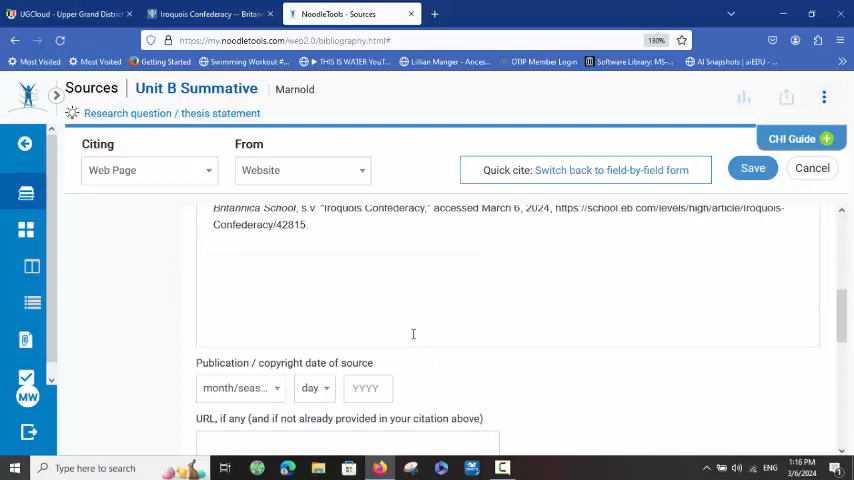 UGCloud - Upper Grand District
Iroquois Confederacy -- Britann
NoodleTools - Sources
https://my.noodletools.com/web2.0/bibliography.html#
130%
Most Visited
Most Visited
Getting Started
Swimming Workout #...
▶ THIS IS WATER YouT...
Lillian Manger - Ances...
OTIP Member Login
Software Library: MS-...
AI Snapshots | aiEDU -...
Sources
Unit B Summative
Marnold
Research question / thesis statement
CHI Guide
Citing
From
Web Page
Website
Quick cite: Switch back to field-by-field form
Save
Cancel
Britannica School, s.v. "Iroquois Confederacy," accessed March 6, 2024, https://school.eb.com/levels/high/article/Iroquois-
Confederacy/42815.
Publication / copyright date of source
month/seas...
day
YYYY
URL, if any (and if not already provided in your citation above)
MW
Type here to search
ENG
1:16 PM
3/6/2024